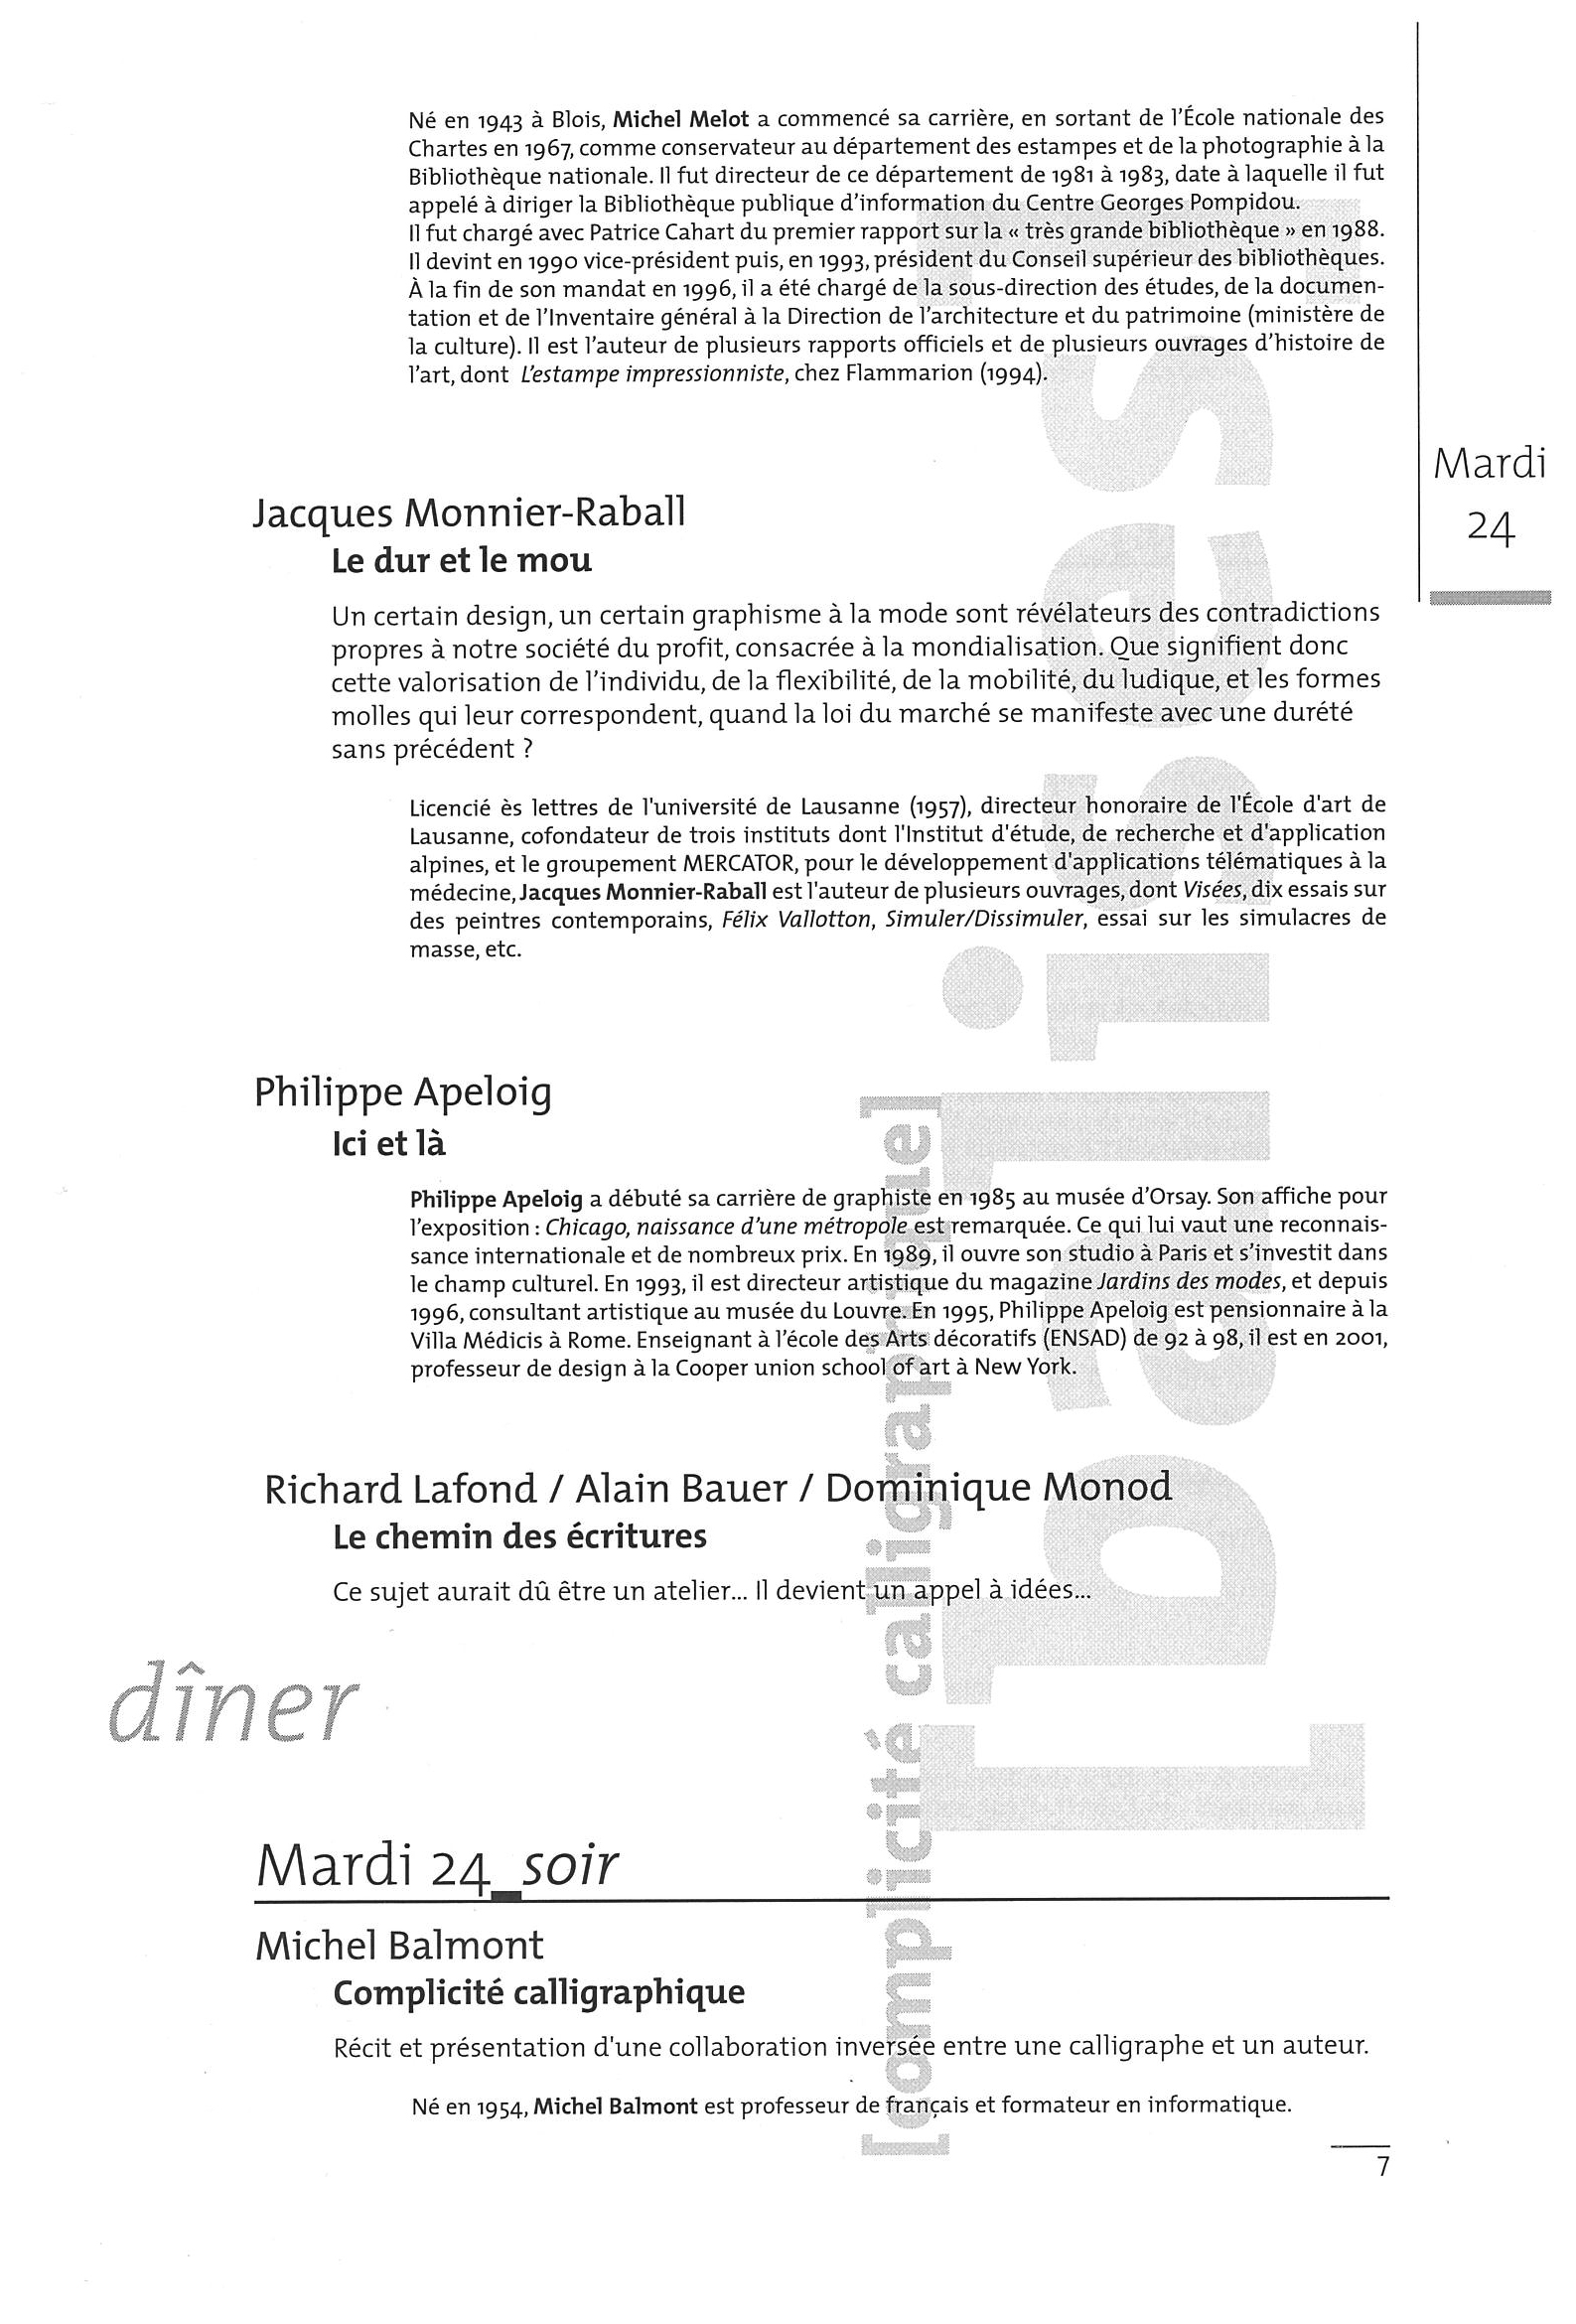 Né en 1943 à Blois, Michel Melot a commencé sa carrière, en sortant de l'École nationale des
Chartes en 1967, comme conservateur au département des estampes et de la photographie à la
Bibliothèque nationale. Il fut directeur de ce département de 1981 à 1983, date à laquelle il fut
appelé à diriger la Bibliothèque publique d'information du Centre Georges Pompidou.
Il fut chargé avec Patrice Cahart du premier rapport sur la « très grande bibliothèque » en 1988.
Il devint en 1990 vice-président puis, en 1993, président du Conseil supérieur des bibliothèques.
À la fin de son mandat en 1996, il a été chargé de la sous-direction des études, de la documen-
tation et de l'Inventaire général à la Direction de l'architecture et du patrimoine (ministère de
la culture). Il est l'auteur de plusieurs rapports officiels et de plusieurs ouvrages d'histoire de
l'art, dont L'estampe impressionniste, chez Flammarion (1994).
Mardi
24
Jacques Monnier-Raball
Le dur et le mou
Un certain design, un certain graphisme à la mode sont révélateurs des contradictions
propres à notre société du profit, consacrée à la mondialisation. Que signifient donc
cette valorisation de l'individu, de la flexibilité, de la mobilité, du ludique, et les formes
molles qui leur correspondent, quand la loi du marché se manifeste avec une durété
sans précédent ?
Licencié ès lettres de l'université de Lausanne (1957), directeur honoraire de l'École d'art de
Lausanne, cofondateur de trois instituts dont l'Institut d'étude, de recherche et d'application
alpines, et le groupement MERCATOR, pour le développement d'applications télématiques à la
médecine, Jacques Monnier-Raball est l'auteur de plusieurs ouvrages, dont Visées, dix essais sur
des peintres contemporains, Félix Vallotton, Simuler/Dissimuler, essai sur les simulacres de
masse, etc.
Philippe Apeloig
Ici et là
Philippe Apeloig a débuté sa carrière de graphiste en 1985 au musée d'Orsay. Son affiche pour
l'exposition : Chicago, naissance d'une métropole est remarquée. Ce qui lui vaut une reconnais-
sance internationale et de nombreux prix. En 1989, il ouvre son studio à Paris et s'investit dans
le champ culturel. En 1993, il est directeur artistique du magazine Jardins des modes, et depuis
1996, consultant artistique au musée du Louvre. En 1995, Philippe Apeloig est pensionnaire à la
Villa Médicis à Rome. Enseignant à l'école des Arts décoratifs (ENSAD) de 92 à 98, il est en 2001,
professeur de design à la Cooper union school of art à New York.
Richard Lafond / Alain Bauer / Dominique Monod
Le chemin des écritures
Ce sujet aurait dû être un atelier... Il devient un appel à idées...
dîner
Mardi 24_soir
Michel Balmont
Complicité calligraphique
Récit et présentation d'une collaboration inversée entre une calligraphe et un auteur.
Né en 1954, Michel Balmont est professeur de français et formateur en informatique.
7
[complicité calligraphique]
[balises]